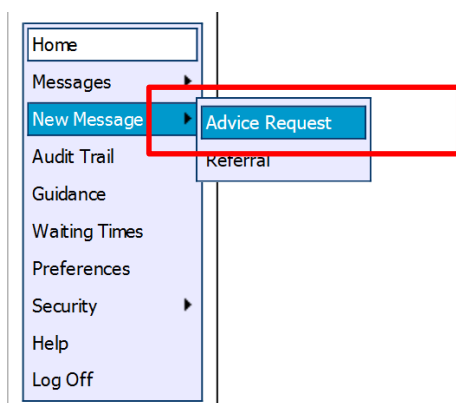 Home
Messages
New Message
Advice Request
Audit Trail
Referral
Guidance
Waiting Times
Preferences
Security
Help
Log Off